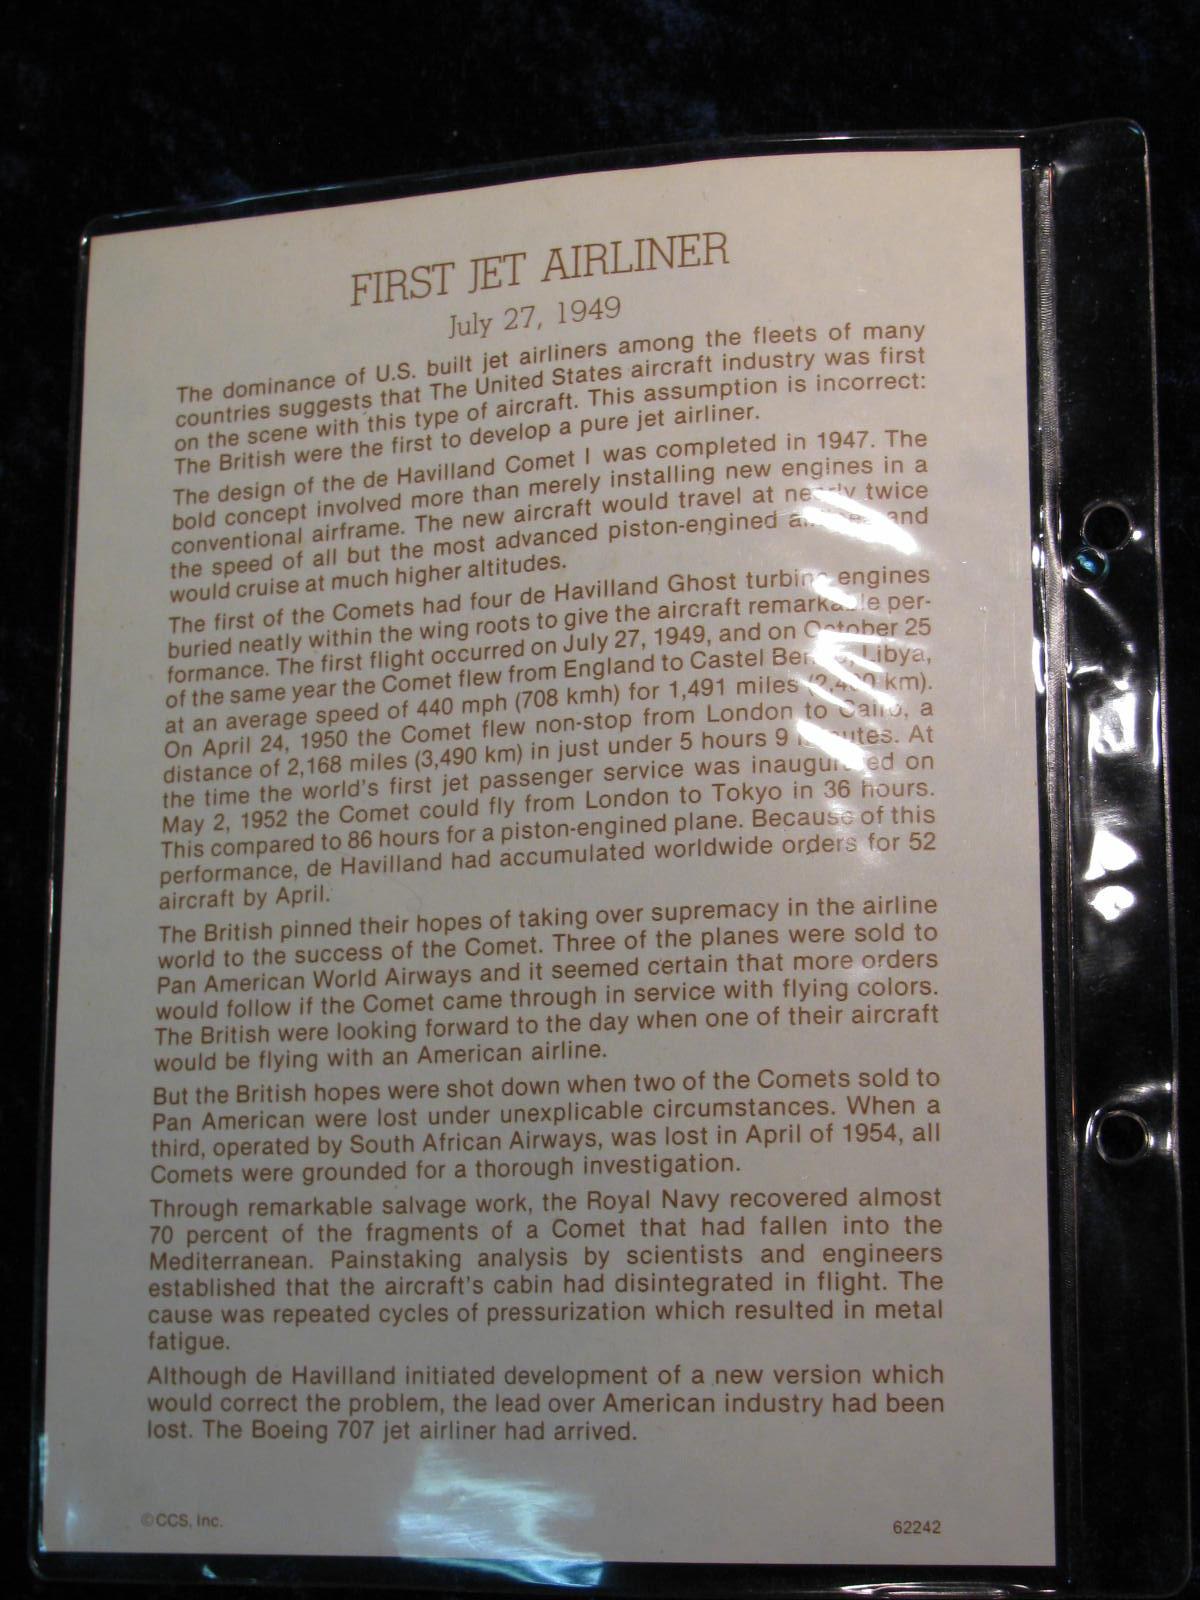 FIRST JET AIRLINER
July 27, 1949
The dominance of U.S. built jet airliners among the fleets of many
countries suggests that The United States aircraft industry was first
on the scene with this type of aircraft. This assumption is incorrect:
The British were the first to develop a pure jet airliner.
The design of the de Havilland Comet I was completed in 1947. The
bold concept involved more than merely installing new engines in a
conventional airframe. The new aircraft would travel at nearly twice
the speed of all but the most advanced piston-engined and
would cruise at much higher altitudes.
The first of the Comets had four de Havilland Ghost turbine engines
buried neatly within the wing roots to give the aircraft remarkable per-
formance. The first flight occurred on July 27, 1949, and on October 25
of the same year the Comet flew from England to Castel Libya,
at an average speed of 440 mph (708 kmh) for 1,491 miles (2,400 km).
On April 24, 1950 the Comet flew non-stop from London to Cairo, a
distance of 2,168 miles (3,490 km) in just under 5 hours 9 minutes. At
the time the world's first jet passenger service was inaugurated on
May 2, 1952 the Comet could fly from London to Tokyo in 36 hours.
This compared to 86 hours for a piston-engined plane. Because of this
performance, de Havilland had accumulated worldwide orders for 52
aircraft by April.
The British pinned their hopes of taking over supremacy in the airline
world to the success of the Comet. Three of the planes were sold to
Pan American World Airways and it seemed certain that more orders
would follow if the Comet came through in service with flying colors.
The British were looking forward to the day when one of their aircraft
would be flying with an American airline.
But the British hopes were shot down when two of the Comets sold to
Pan American were lost under unexplicable circumstances. When a
third, operated by South African Airways, was lost in April of 1954, all
Comets were grounded for a thorough investigation.
Through remarkable salvage work, the Royal Navy recovered almost
70 percent of the fragments of a Comet that had fallen into the
Mediterranean. Painstaking analysis by scientists and engineers
established that the aircraft's cabin had disintegrated in flight. The
cause was repeated cycles of pressurization which resulted in metal
fatigue.
Although de Havilland initiated development of a new version which
would correct the problem, the lead over American industry had been
lost. The Boeing 707 jet airliner had arrived.
©CCS, Inc.
62242